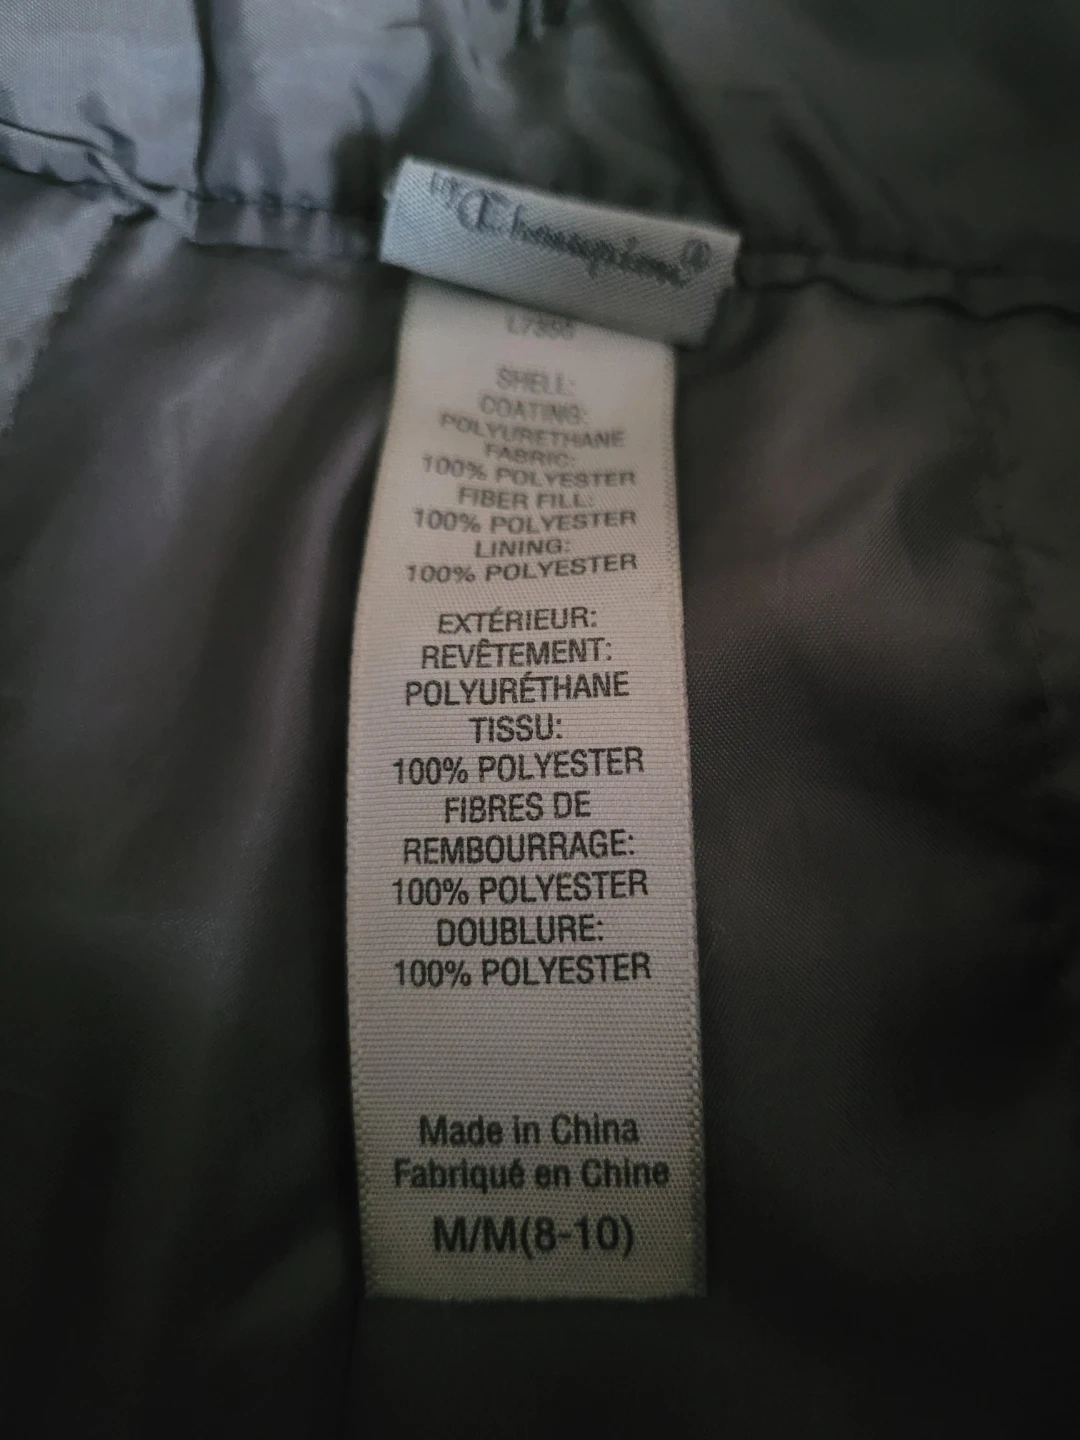 Champion®
SHELL:
COATING:
POLYURETHANE
FABRIC:
100% POLYESTER
FIBER FILL:
100% POLYESTER
LINING:
100% POLYESTER
EXTÉRIEUR:
REVÊTEMENT:
POLYURÉTHANE
TISSU:
100% POLYESTER
FIBRES DE
REMBOURRAGE:
100% POLYESTER
DOUBLURE:
100% POLYESTER
Made in China
Fabriqué en Chine
M/M(8-10)